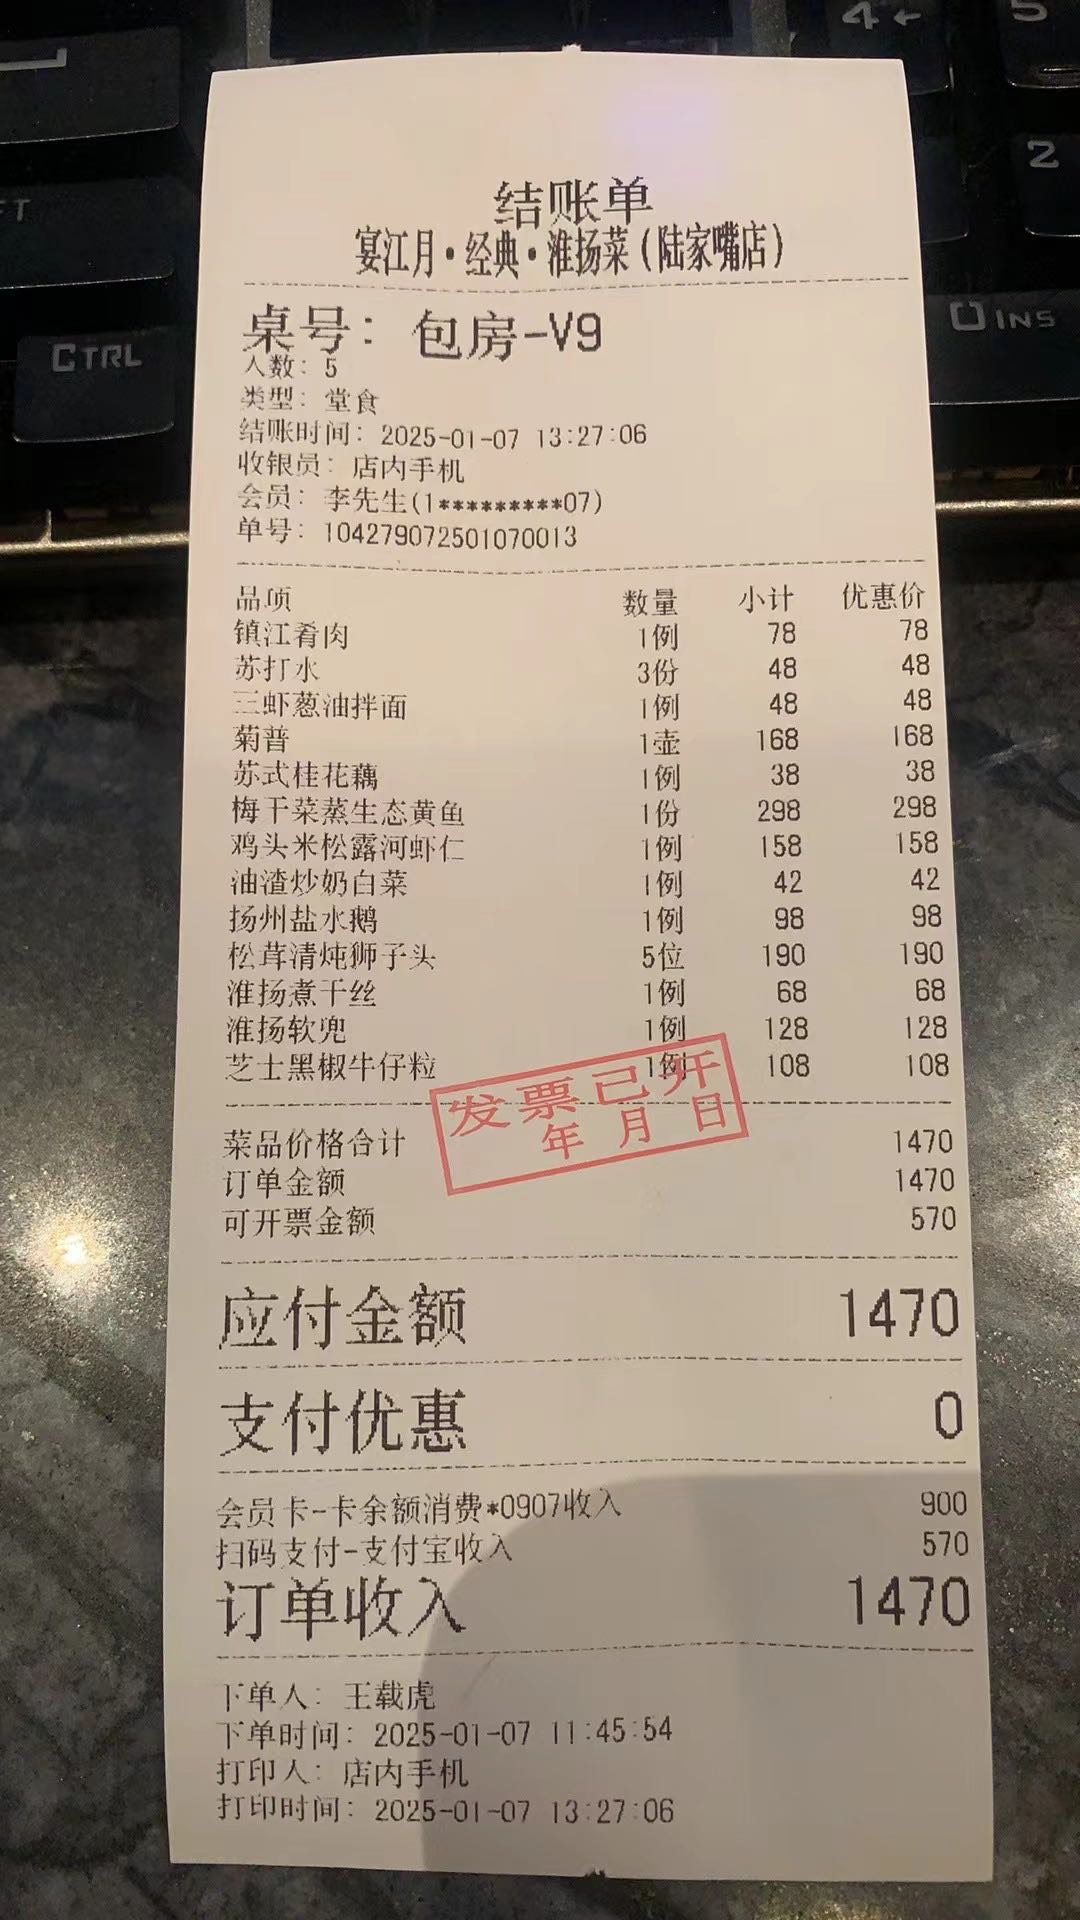 4←
5
2
FT
CTRL
0 INS
结账单
宴江月·经典·淮扬菜(陆家嘴店)
桌号: 包房-V9
人数: 5
类型: 堂食
结账时间: 2025-01-07 13:27:06
收银员: 店内手机
会员: 李先生(1*********07)
单号: 104279072501070013
品项 数量 小计 优惠价
镇江肴肉 1例 78 78
苏打水 3份 48 48
三虾葱油拌面 1例 48 48
菊普 1壶 168 168
苏式桂花藕 1例 38 38
梅干菜蒸生态黄鱼 1份 298 298
鸡头米松露河虾仁 1例 158 158
油渣炒奶白菜 1例 42 42
扬州盐水鹅 1例 98 98
松茸清炖狮子头 5位 190 190
淮扬煮干丝 1例 68 68
淮扬软兜 1例 128 128
芝士黑椒牛仔粒 1例 108 108
发票已开
年 月 日
菜品价格合计 1470
订单金额 1470
可开票金额 570
应付金额 1470
支付优惠 0
会员卡-卡余额消费*0907收入 900
扫码支付-支付宝收入 570
订单收入 1470
下单人: 王载虎
下单时间: 2025-01-07 11:45:54
打印人: 店内手机
打印时间: 2025-01-07 13:27:06